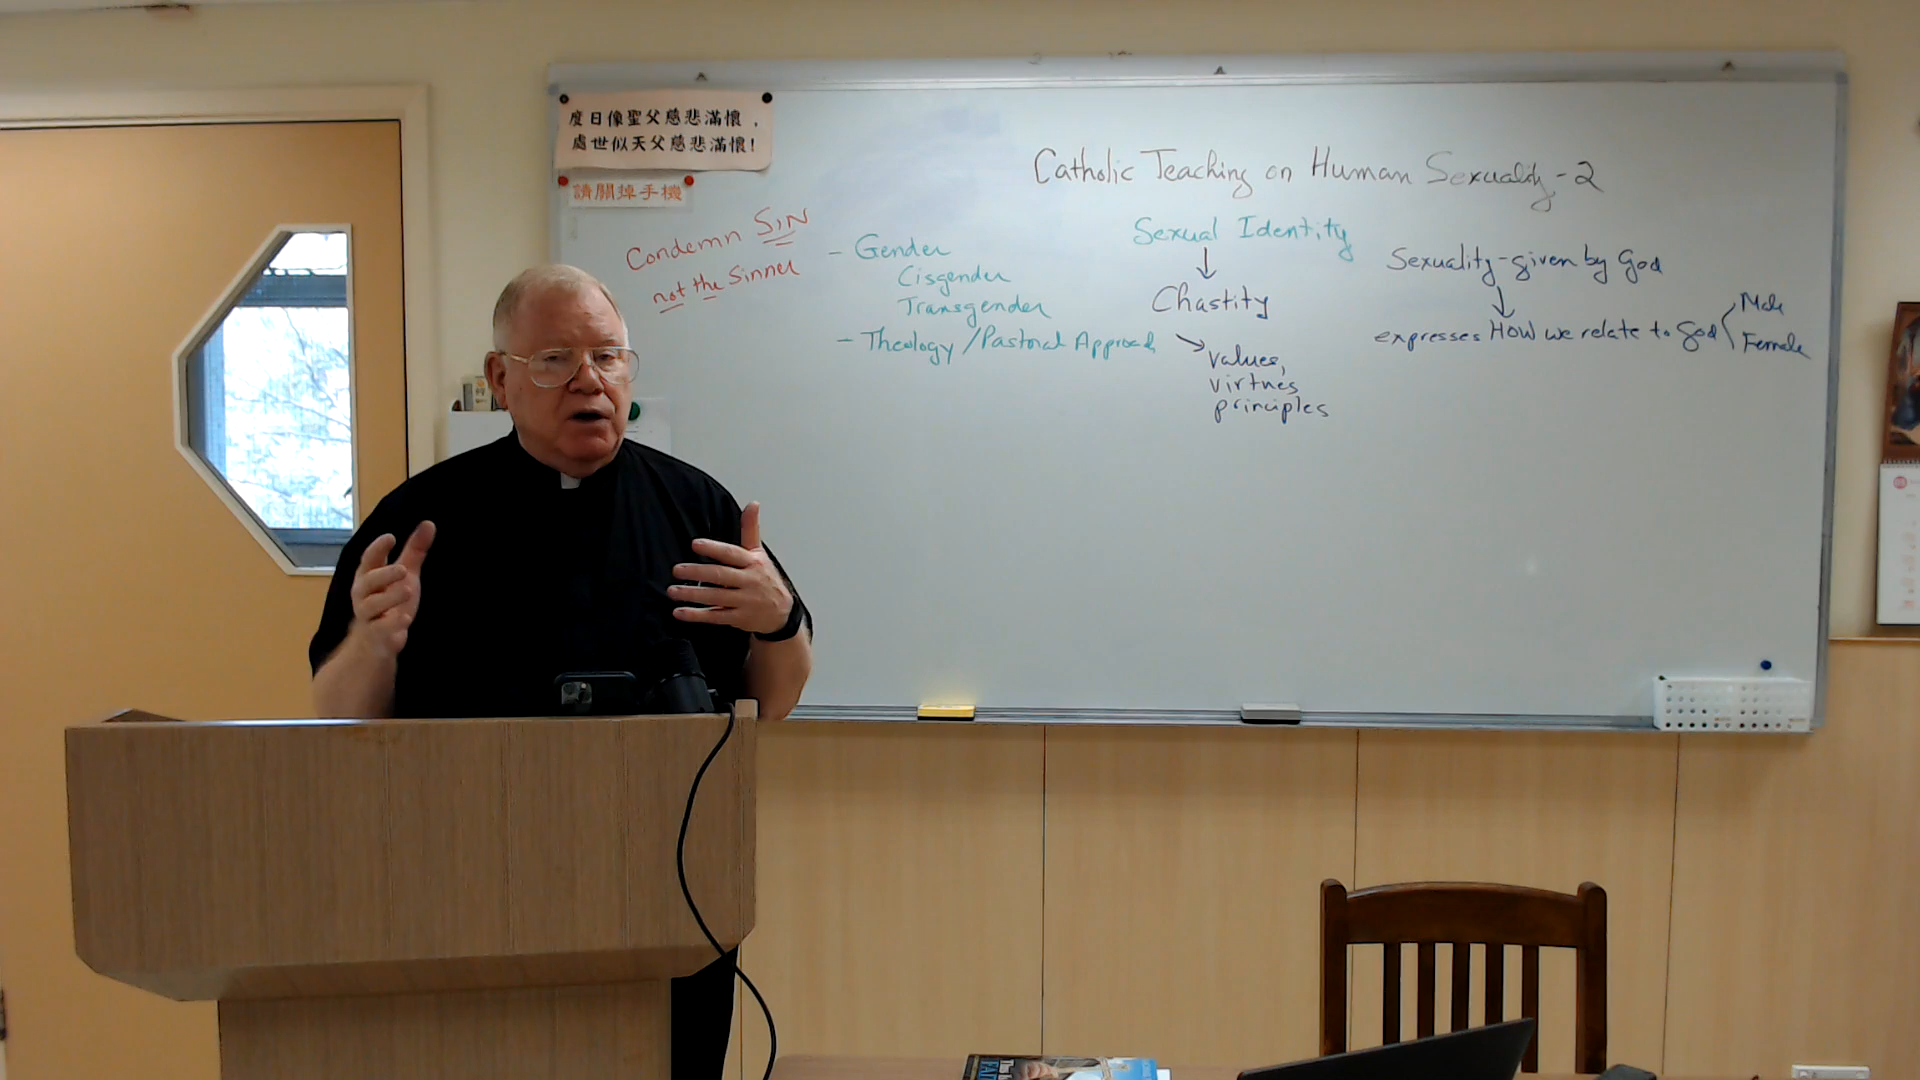 度日像聖父慈悲滿懷，
處世似天父慈悲滿懷!
請關掉手機
Catholic Teaching on Human Sexuality - 2
Condemn SIN
not the Sinner
- Gender
Cisgender
Transgender
- Theology / Pastoral Approach
Sexual Identity
Chastity
values,
virtues
principles
Sexuality - given by God
expresses How we relate to God
Male
Female